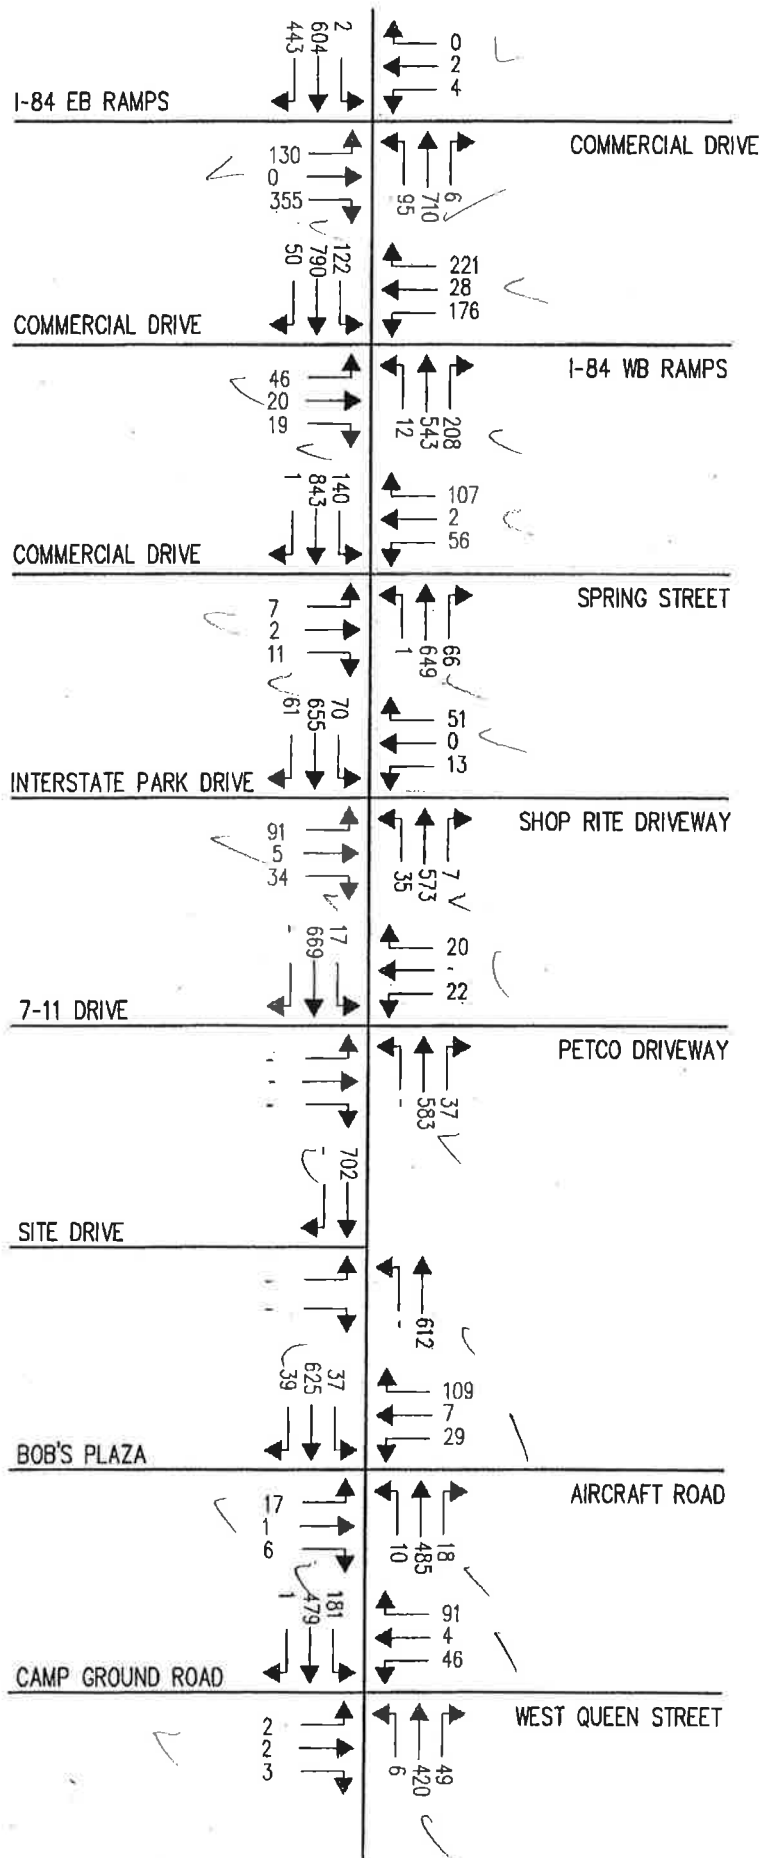 443 604 2
0
2
4
I-84 EB RAMPS
COMMERCIAL DRIVE
130
0
355
95 710 6
50 790 122
221
28
176
COMMERCIAL DRIVE
I-84 WB RAMPS
46
20
19
12 543 208
1 843 140
107
2
56
COMMERCIAL DRIVE
SPRING STREET
7
2
11
1 649 66
61 655 70
51
0
13
INTERSTATE PARK DRIVE
SHOP RITE DRIVEWAY
91
5
34
35 573 7
- 669 17
20
-
22
7-11 DRIVE
PETCO DRIVEWAY
-
-
-
- 583 37
- 702
SITE DRIVE
-
-
- 612
39 625 37
109
7
29
BOB'S PLAZA
AIRCRAFT ROAD
17
1
6
10 485 18
1 479 181
91
4
46
CAMP GROUND ROAD
WEST QUEEN STREET
2
2
3
6 420 49